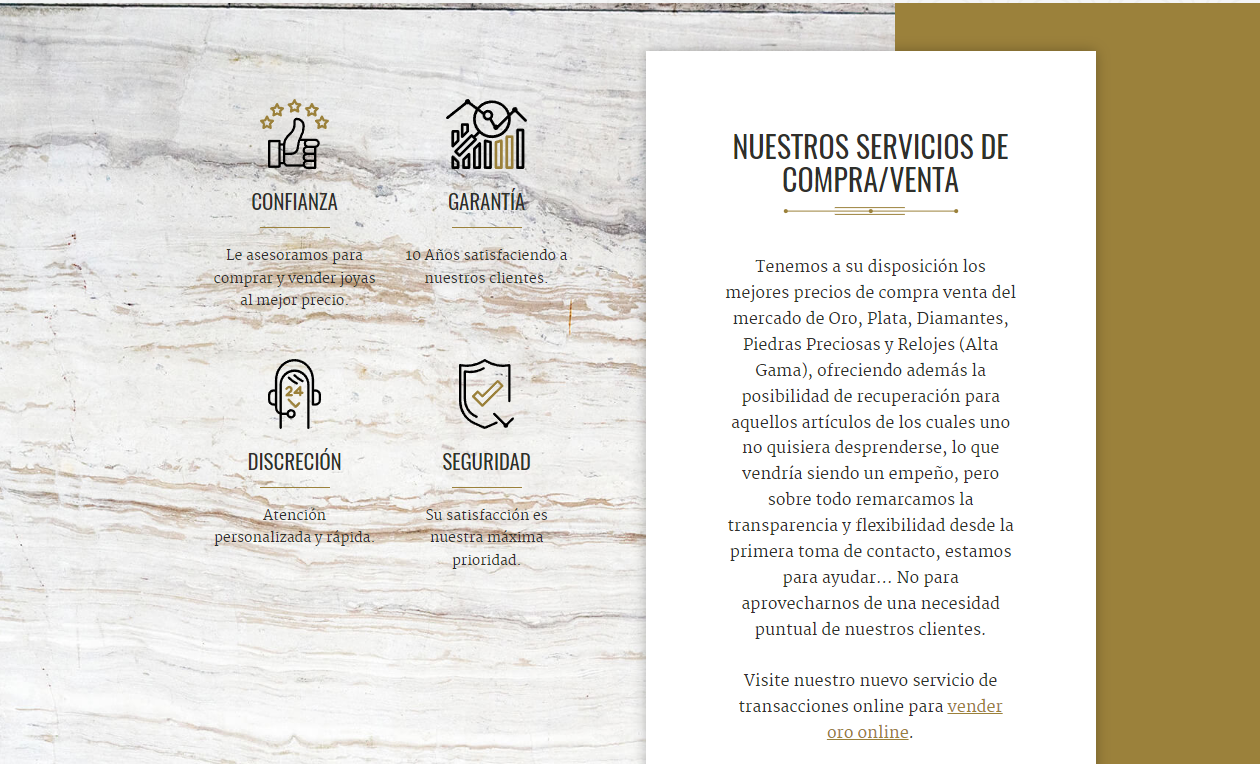 CONFIANZA
Le asesoramos para
comprar y vender joyas
al mejor precio.
GARANTÍA
10 Años satisfaciendo a
nuestros clientes.
24
DISCRECIÓN
Atención
personalizada y rápida.
SEGURIDAD
Su satisfacción es
nuestra máxima
prioridad.
NUESTROS SERVICIOS DE
COMPRA/VENTA
Tenemos a su disposición los
mejores precios de compra venta del
mercado de Oro, Plata, Diamantes,
Piedras Preciosas y Relojes (Alta
Gama), ofreciendo además la
posibilidad de recuperación para
aquellos artículos de los cuales uno
no quisiera desprenderse, lo que
vendría siendo un empeño, pero
sobre todo remarcamos la
transparencia y flexibilidad desde la
primera toma de contacto, estamos
para ayudar... No para
aprovecharnos de una necesidad
puntual de nuestros clientes.
Visite nuestro nuevo servicio de
transacciones online para vender
oro online.